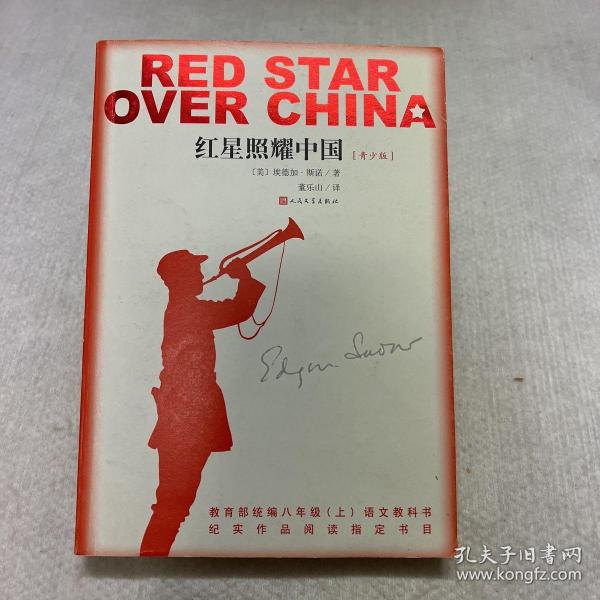 RED STAR
OVER CHINA
红星照耀中国 [青少版]
〔美〕埃德加·斯诺／著
董乐山／译
人民文学出版社
Edgar Snow
教育部统编八年级（上）语文教科书
纪实作品阅读指定书目
孔夫子旧书网
www.kongfz.com